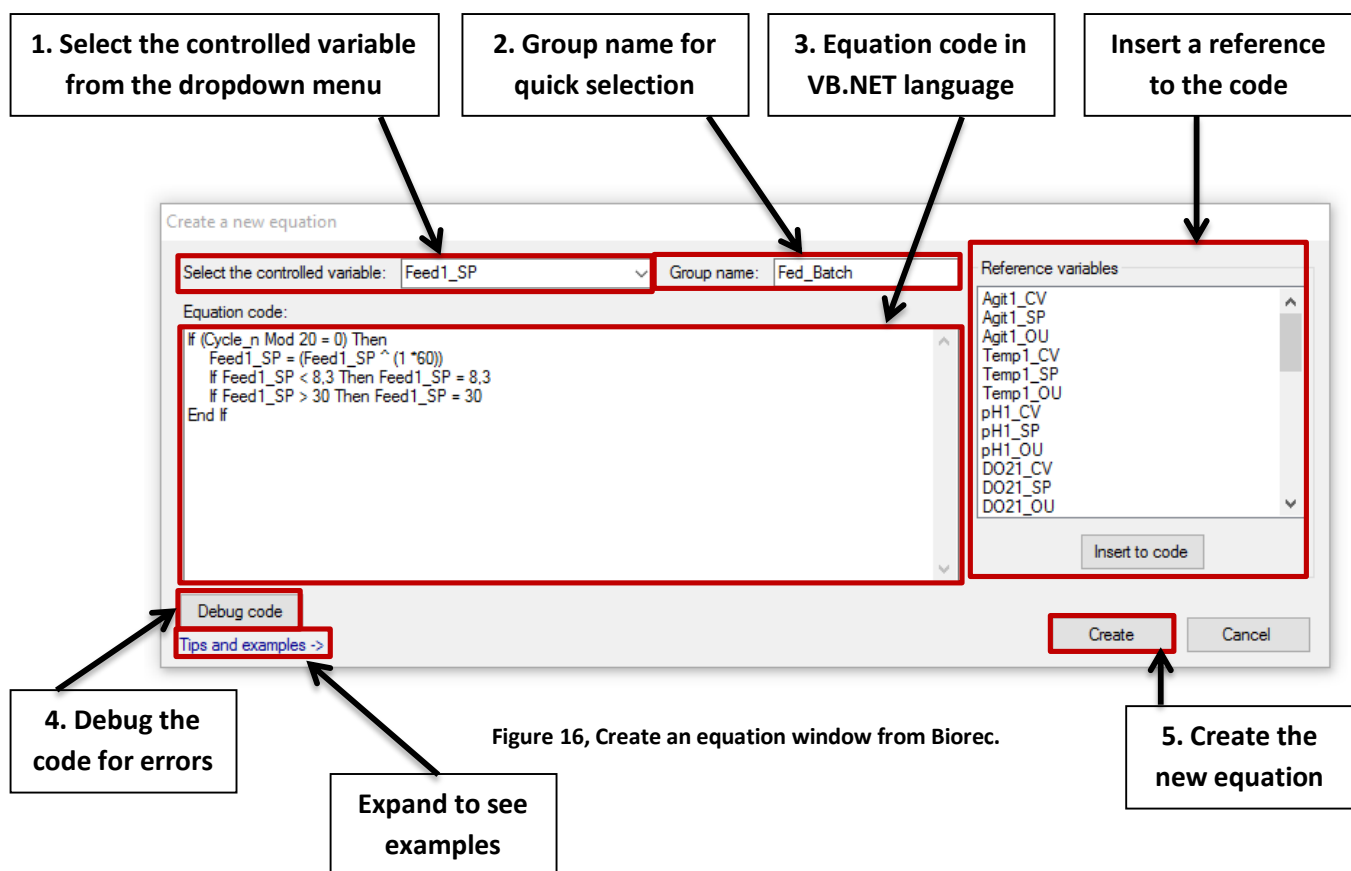 1. Select the controlled variable
from the dropdown menu
2. Group name for
quick selection
3. Equation code in
VB.NET language
Insert a reference
to the code
Create a new equation
Select the controlled variable:
Feed1_SP
Group name:
Fed_Batch
Reference variables
Equation code:
If (Cycle_n Mod 20 = 0) Then
Feed1_SP = (Feed1_SP ^ (1 *60))
If Feed1_SP < 8,3 Then Feed1_SP = 8,3
If Feed1_SP > 30 Then Feed1_SP = 30
End If
Agit1_CV
Agit1_SP
Agit1_OU
Temp1_CV
Temp1_SP
Temp1_OU
pH1_CV
pH1_SP
pH1_OU
DO21_CV
DO21_SP
DO21_OU
Insert to code
Debug code
Tips and examples ->
Create
Cancel
4. Debug the
code for errors
Figure 16, Create an equation window from Biorec.
5. Create the
new equation
Expand to see
examples